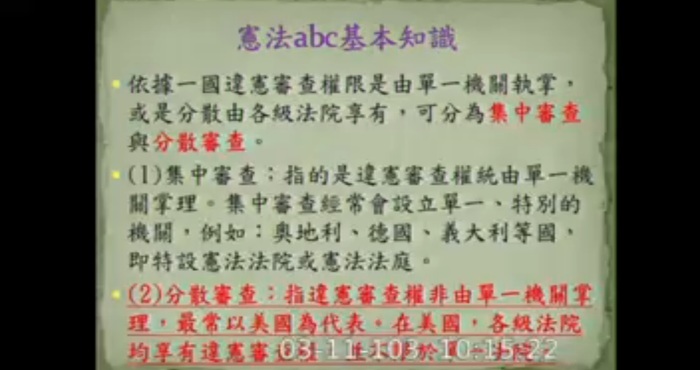 憲法abc基本知識
依據一國違憲審查權限是由單一機關執掌，
或是分散由各級法院享有，可分為集中審查
與分散審查。
(1)集中審查：指的是違憲審查權統由單一機
關掌理。集中審查經常會設立單一、特別的
機關，例如：奧地利、德國、義大利等國，
即特設憲法法院或憲法法庭。
(2)分散審查：指違憲審查權非由單一機關掌
理，最常以美國為代表。在美國，各級法院
均享有違憲審
03-11-103 10:15:22